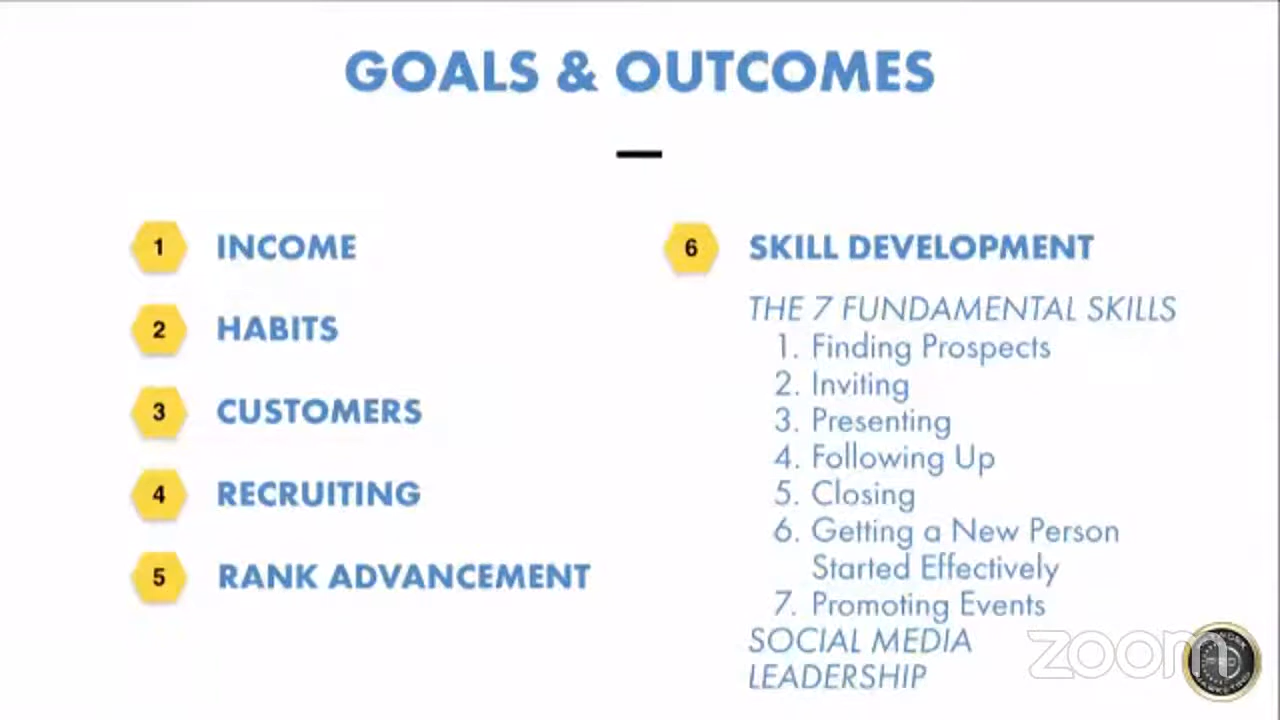 GOALS & OUTCOMES
1 INCOME
2 HABITS
3 CUSTOMERS
4 RECRUITING
5 RANK ADVANCEMENT
6 SKILL DEVELOPMENT
THE 7 FUNDAMENTAL SKILLS
1. Finding Prospects
2. Inviting
3. Presenting
4. Following Up
5. Closing
6. Getting a New Person
Started Effectively
7. Promoting Events
SOCIAL MEDIA
LEADERSHIP
zoom